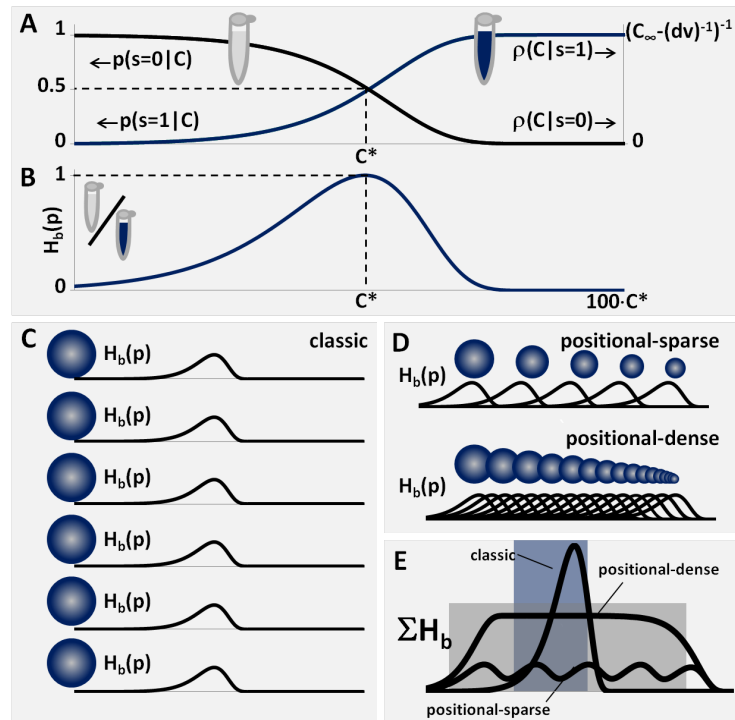 A
1
0.5
0
←p(s=0|C)
←p(s=1|C)
ρ(C|s=1)→
ρ(C|s=0)→
(C∞-(dv)-1)-1
0
C*
B
1
Hb(p)
0
C*
100·C*
C
classic
Hb(p)
Hb(p)
Hb(p)
Hb(p)
Hb(p)
Hb(p)
D
positional-sparse
Hb(p)
positional-dense
Hb(p)
E
classic
positional-dense
ΣHb
positional-sparse